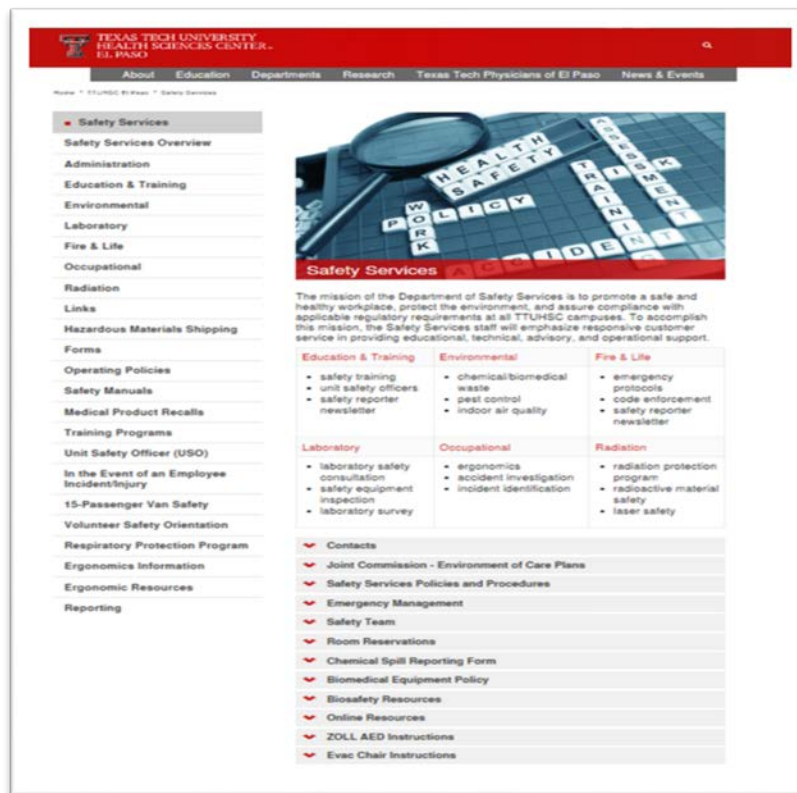 TEXAS TECH UNIVERSITY
HEALTH SCIENCES CENTER
EL PASO
About Education Departments Research Texas Tech Physicians of El Paso News & Events
Home TTUHSC El Paso Safety Services
Safety Services
Safety Services Overview
Administration
Education & Training
Environmental
Laboratory
Fire & Life
Occupational
Radiation
Links
Hazardous Materials Shipping
Forms
Operating Policies
Safety Manuals
Medical Product Recalls
Training Programs
Unit Safety Officer (USO)
In the Event of an Employee
Incident/Injury
15-Passenger Van Safety
Volunteer Safety Orientation
Respiratory Protection Program
Ergonomics Information
Ergonomic Resources
Reporting
HEALTH
SAFETY
ASSESSMENT
RISK
TRAINING
POLICY
WORK
ACCIDENT
Safety Services
The mission of the Department of Safety Services is to promote a safe and
healthy workplace, protect the environment, and assure compliance with
applicable regulatory requirements at all TTUHSC campuses. To accomplish
this mission, the Safety Services staff will emphasize responsive customer
service in providing educational, technical, advisory, and operational support.
Education & Training
• safety training
• unit safety officers
• safety reporter
newsletter
Environmental
• chemical/biomedical
waste
• pest control
• indoor air quality
Fire & Life
• emergency
protocols
• code enforcement
• safety reporter
newsletter
Laboratory
• laboratory safety
consultation
• safety equipment
inspection
• laboratory survey
Occupational
• ergonomics
• accident investigation
• incident identification
Radiation
• radiation protection
program
• radioactive material
safety
• laser safety
Contacts
Joint Commission - Environment of Care Plans
Safety Services Policies and Procedures
Emergency Management
Safety Team
Room Reservations
Chemical Spill Reporting Form
Biomedical Equipment Policy
Biosafety Resources
Online Resources
ZOLL AED Instructions
Evac Chair Instructions